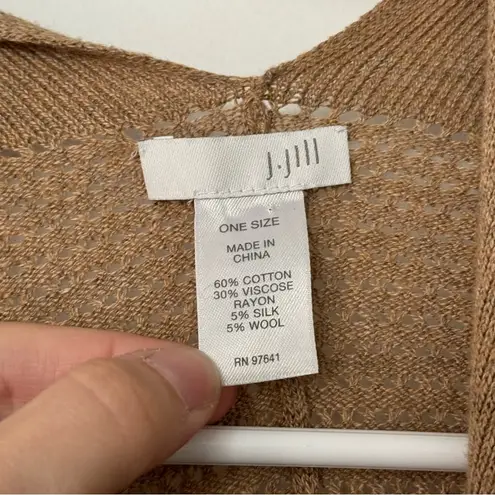 J.Jill
ONE SIZE
MADE IN
CHINA
60% COTTON
30% VISCOSE
RAYON
5% SILK
5% WOOL
RN 97641